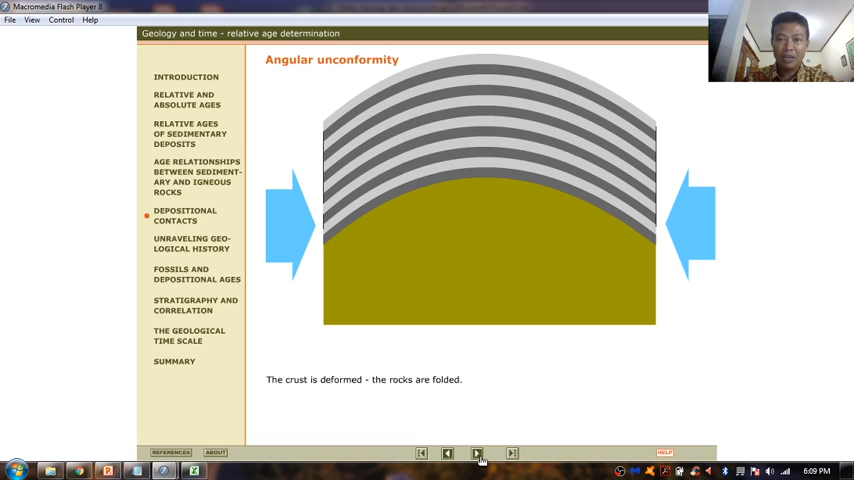 Macromedia Flash Player 8
File View Control Help
Geology and time - relative age determination
INTRODUCTION
RELATIVE AND
ABSOLUTE AGES
RELATIVE AGES
OF SEDIMENTARY
DEPOSITS
AGE RELATIONSHIPS
BETWEEN SEDIMENT-
ARY AND IGNEOUS
ROCKS
DEPOSITIONAL
CONTACTS
UNRAVELING GEO-
LOGICAL HISTORY
FOSSILS AND
DEPOSITIONAL AGES
STRATIGRAPHY AND
CORRELATION
THE GEOLOGICAL
TIME SCALE
SUMMARY
Angular unconformity
The crust is deformed - the rocks are folded.
REFERENCES ABOUT HELP
6:09 PM